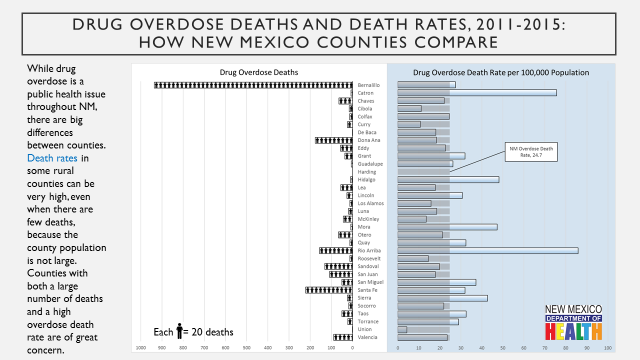 DRUG OVERDOSE DEATHS AND DEATH RATES, 2011-2015:
HOW NEW MEXICO COUNTIES COMPARE
While drug
overdose is a
public health issue
throughout NM,
there are big
differences
between counties.
Death rates in
some rural
counties can be
very high, even
when there are
few deaths,
because the
county population
is not large.
Counties with
both a large
number of deaths
and a high
overdose death
rate are of great
concern.
Drug Overdose Deaths
Bernalillo
Catron
Chaves
Cibola
Colfax
Curry
De Baca
Dona Ana
Eddy
Grant
Guadalupe
Harding
Hidalgo
Lea
Lincoln
Los Alamos
Luna
McKinley
Mora
Otero
Quay
Rio Arriba
Roosevelt
Sandoval
San Juan
San Miguel
Santa Fe
Sierra
Socorro
Taos
Torrance
Union
Valencia
Each = 20 deaths
1000 900 800 700 600 500 400 300 200 100 0
Drug Overdose Death Rate per 100,000 Population
NM Overdose Death
Rate, 24.7
0 10 20 30 40 50 60 70 80 90 100
NEW MEXICO
DEPARTMENT OF
HEALTH